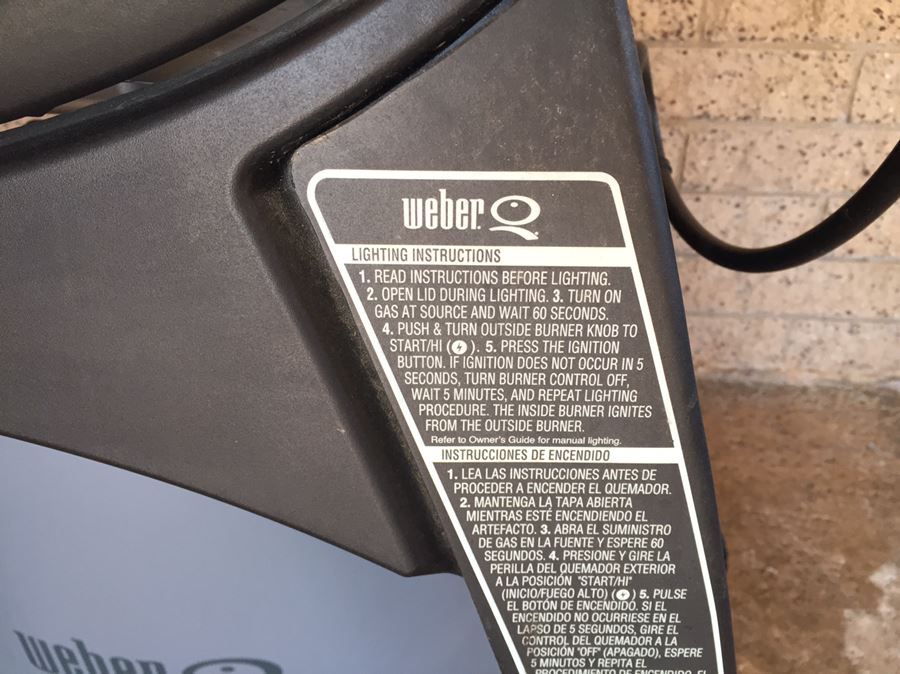 weber Q
LIGHTING INSTRUCTIONS
1. READ INSTRUCTIONS BEFORE LIGHTING.
2. OPEN LID DURING LIGHTING. 3. TURN ON
GAS AT SOURCE AND WAIT 60 SECONDS.
4. PUSH & TURN OUTSIDE BURNER KNOB TO
START/HI ( ). 5. PRESS THE IGNITION
BUTTON. IF IGNITION DOES NOT OCCUR IN 5
SECONDS, TURN BURNER CONTROL OFF,
WAIT 5 MINUTES, AND REPEAT LIGHTING
PROCEDURE. THE INSIDE BURNER IGNITES
FROM THE OUTSIDE BURNER.
Refer to Owner's Guide for manual lighting.
INSTRUCCIONES DE ENCENDIDO
1. LEA LAS INSTRUCCIONES ANTES DE
PROCEDER A ENCENDER EL QUEMADOR.
2. MANTENGA LA TAPA ABIERTA
MIENTRAS ESTÉ ENCENDIENDO EL
ARTEFACTO. 3. ABRA EL SUMINISTRO
DE GAS EN LA FUENTE Y ESPERE 60
SEGUNDOS. 4. PRESIONE Y GIRE LA
PERILLA DEL QUEMADOR EXTERIOR
A LA POSICIÓN "START/HI"
(INICIO/FUEGO ALTO) ( ) 5. PULSE
EL BOTÓN DE ENCENDIDO. SI EL
ENCENDIDO NO OCURRIESE EN EL
LAPSO DE 5 SEGUNDOS, GIRE EL
CONTROL DEL QUEMADOR A LA
POSICIÓN "OFF" (APAGADO), ESPERE
5 MINUTOS Y REPITA EL
PROCEDIMIENTO DE ENCENDIDO. EL
weber Q